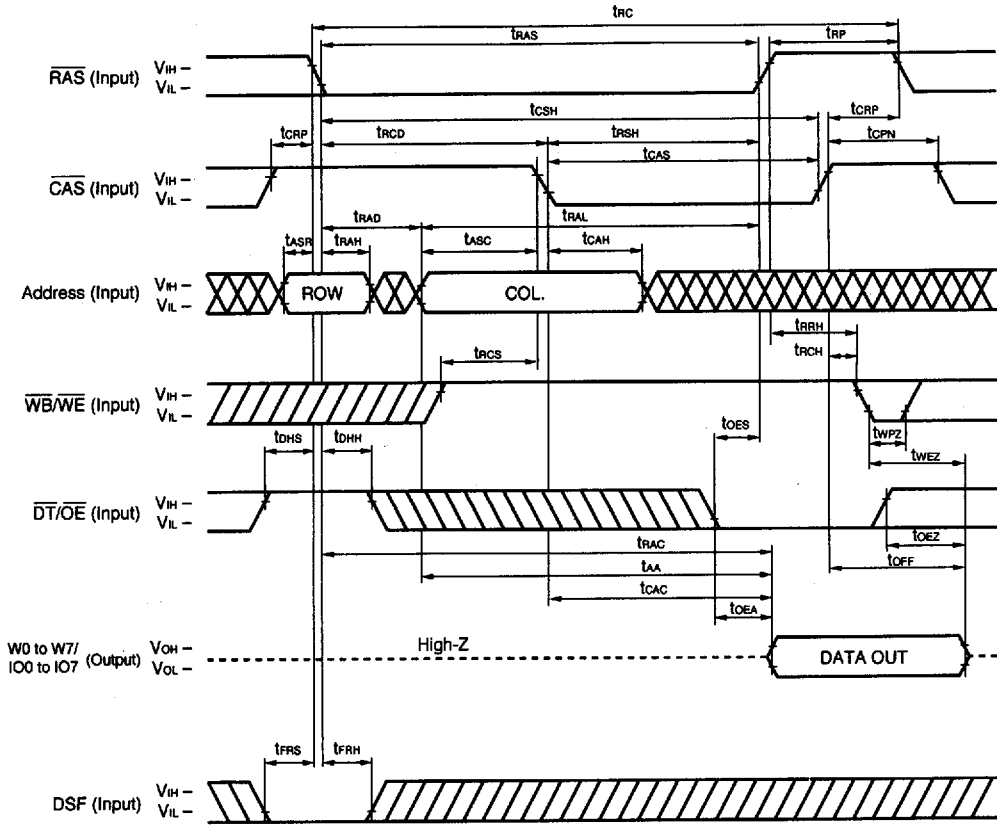 tRC
tRAS
tRP
RAS (Input)
VIH –
VIL –
tCSH
tCRP
tCRP
tRCD
tRSH
tCPN
tCAS
CAS (Input)
VIH –
VIL –
tRAD
tRAL
tASR
tRAH
tASC
tCAH
Address (Input)
VIH –
VIL –
ROW
COL.
tRRH
tRCS
tRCH
WB/WE (Input)
VIH –
VIL –
tOES
tWPZ
tDHS
tDHH
tWEZ
DT/OE (Input)
VIH –
VIL –
tOEZ
tRAC
tOFF
tAA
tCAC
tOEA
W0 to W7/
IO0 to IO7 (Output)
VOH –
VOL –
High-Z
DATA OUT
tFRS
tFRH
DSF (Input)
VIH –
VIL –